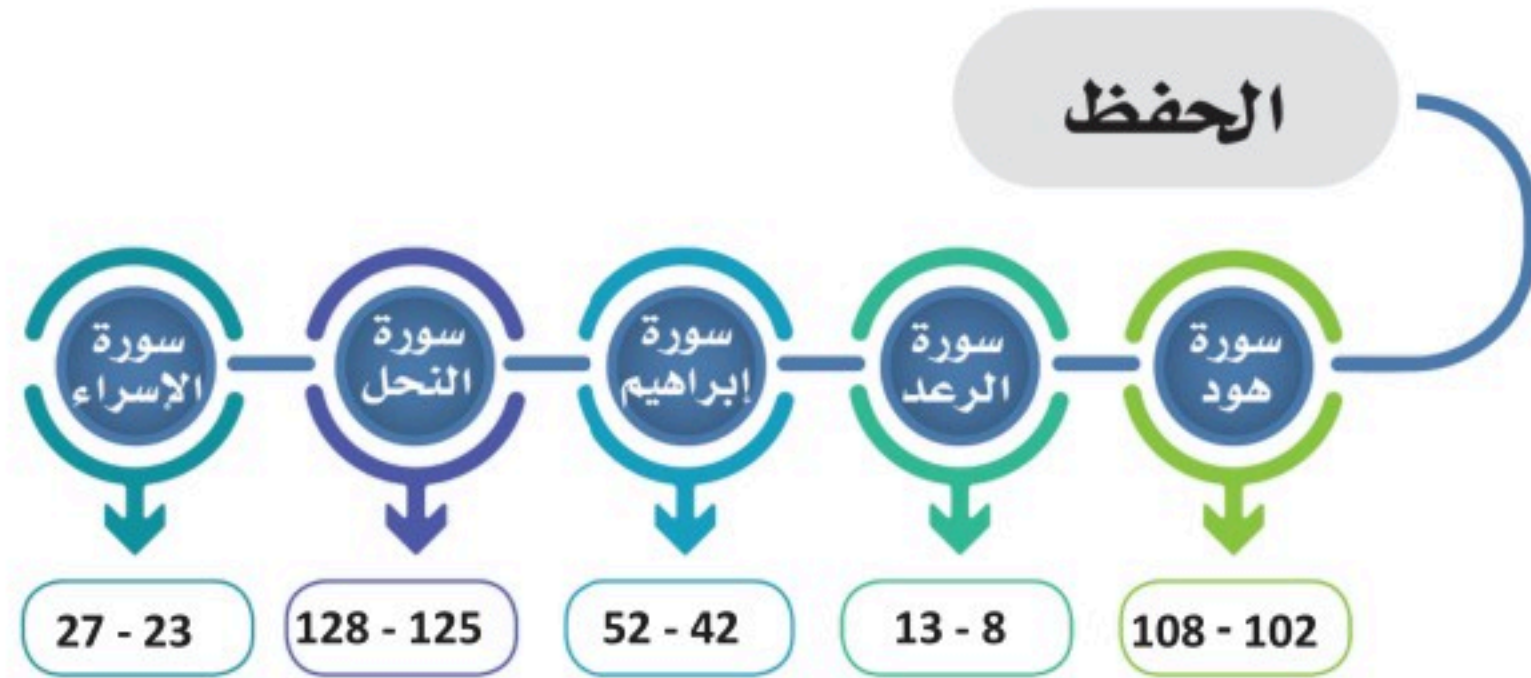 الحفظ
سورة
هود
سورة
الرعد
سورة
إبراهيم
سورة
النحل
سورة
الإسراء
108 - 102
13 - 8
52 - 42
128 - 125
27 - 23